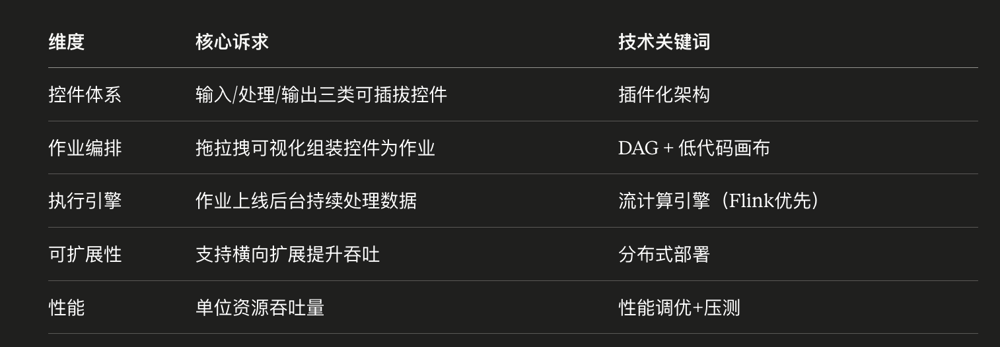 维度 核心诉求 技术关键词
控件体系 输入/处理/输出三类可插拔控件 插件化架构
作业编排 拖拉拽可视化组装控件为作业 DAG + 低代码画布
执行引擎 作业上线后台持续处理数据 流计算引擎（Flink优先）
可扩展性 支持横向扩展提升吞吐 分布式部署
性能 单位资源吞吐量 性能调优+压测